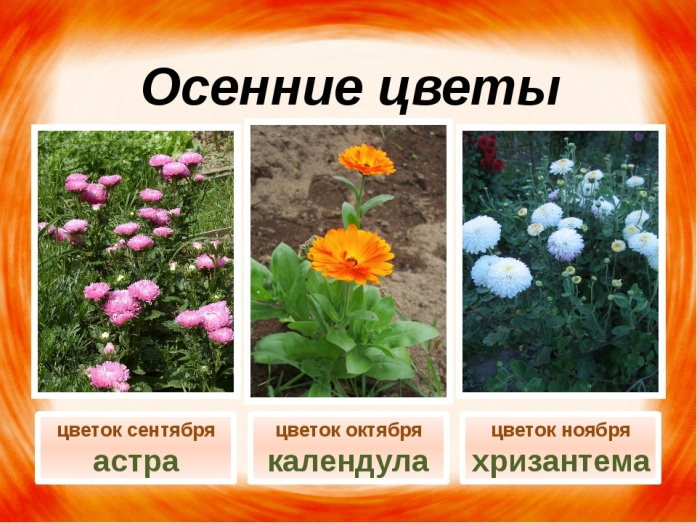 Осенние цветы
цветок сентября
астра
цветок октября
календула
цветок ноября
хризантема